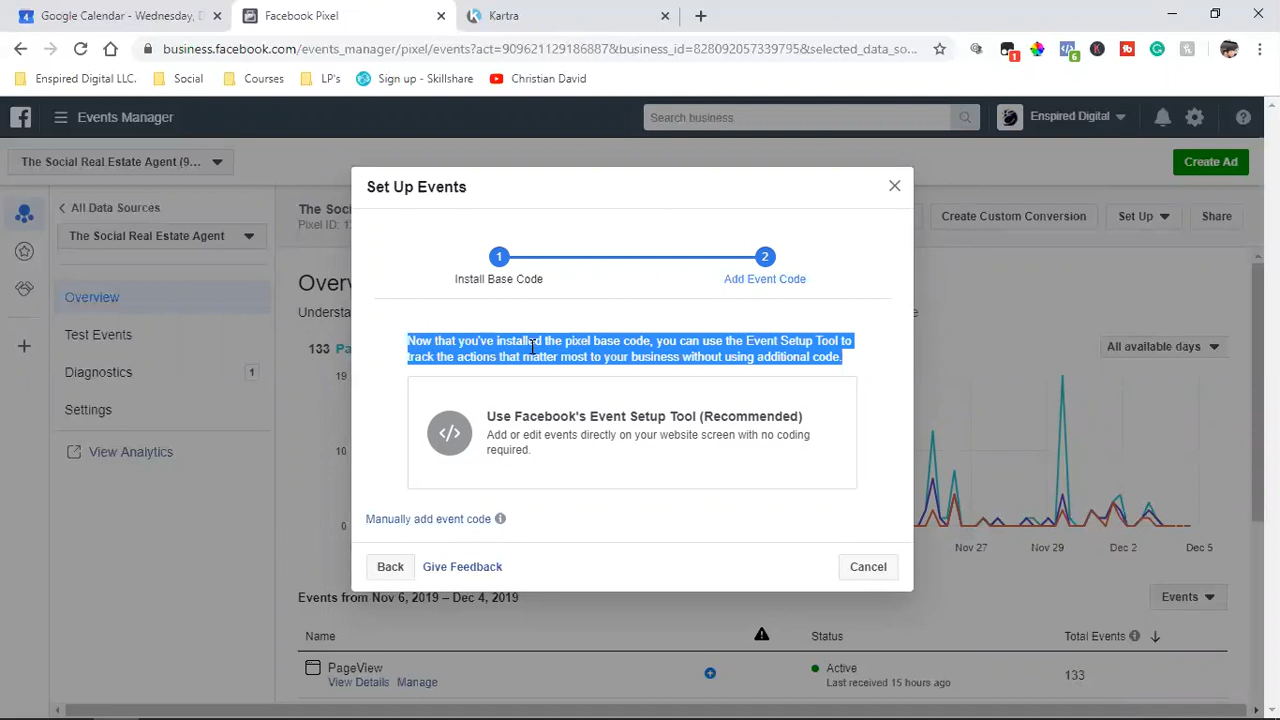 Google Calendar - Wednesday, D
Facebook Pixel
Kartra
business.facebook.com/events_manager/pixel/events?act=909621129186887&business_id=828092057339795&selected_data_so...
1
6
Enspired Digital LLC.
Social
Courses
LP's
Sign up - Skillshare
Christian David
Events Manager
Search business
Enspired Digital
The Social Real Estate Agent (9...
Create Ad
All Data Sources
The Social Real Estate Agent
Overview
Test Events
Diagnostics 1
Settings
View Analytics
The Soci
Pixel ID: 1
Create Custom Conversion
Set Up
Share
Set Up Events
1
2
Install Base Code
Add Event Code
Now that you've installed the pixel base code, you can use the Event Setup Tool to
track the actions that matter most to your business without using additional code.
Use Facebook's Event Setup Tool (Recommended)
Add or edit events directly on your website screen with no coding
required.
Manually add event code
Back
Give Feedback
Cancel
Overv
Unders
133 Pa
All available days
19
10
0
Nov 27
Nov 29
Dec 2
Dec 5
Events from Nov 6, 2019 – Dec 4, 2019
Events
Name
Status
Total Events
PageView
View Details Manage
Active
Last received 15 hours ago
133